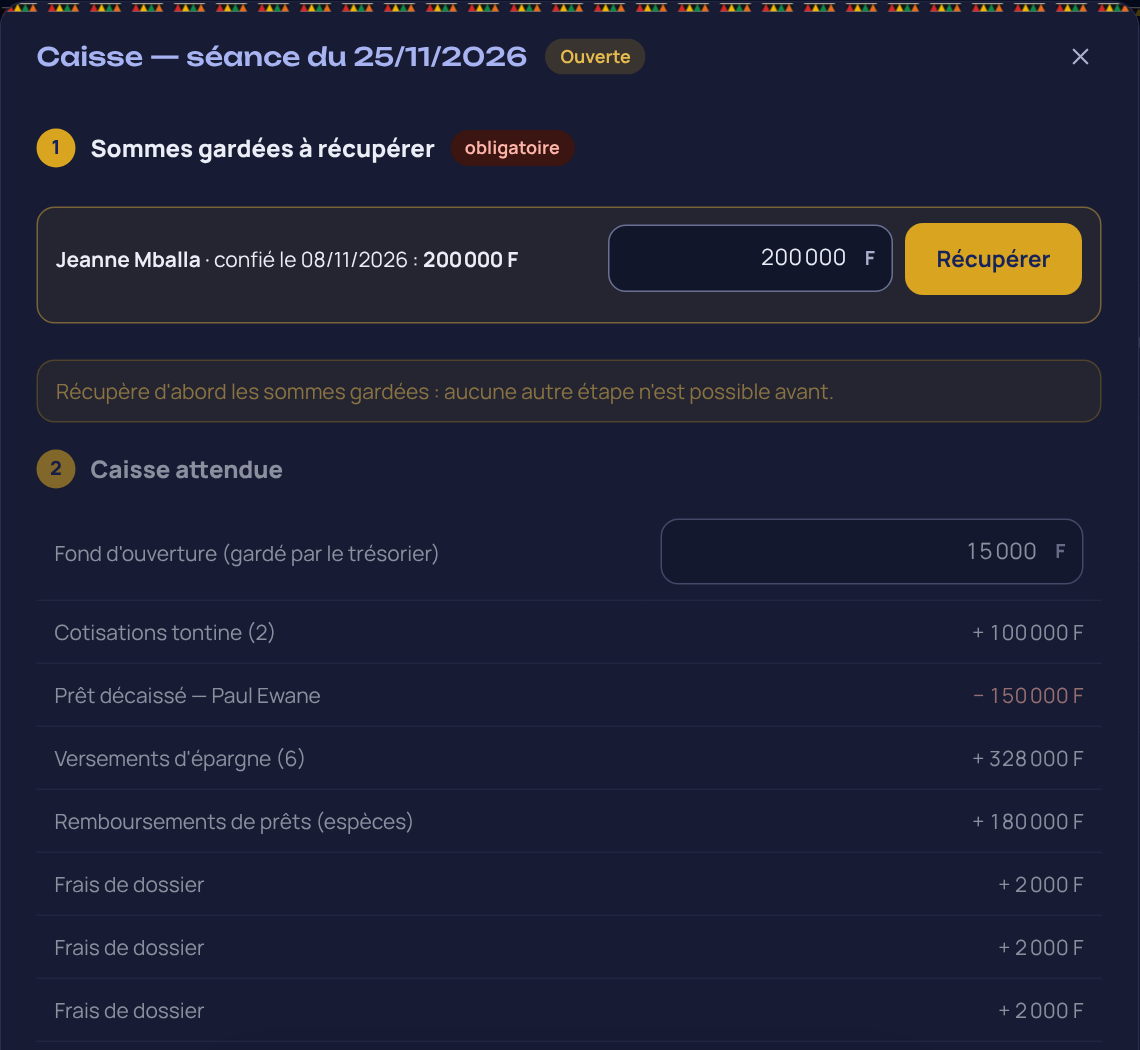 Caisse — séance du 25/11/2026 Ouverte
1 Sommes gardées à récupérer obligatoire
Jeanne Mballa · confié le 08/11/2026 : 200 000 F 200 000 F Récupérer
Récupère d'abord les sommes gardées : aucune autre étape n'est possible avant.
2 Caisse attendue
Fond d'ouverture (gardé par le trésorier) 15 000 F
Cotisations tontine (2) + 100 000 F
Prêt décaissé — Paul Ewane − 150 000 F
Versements d'épargne (6) + 328 000 F
Remboursements de prêts (espèces) + 180 000 F
Frais de dossier + 2 000 F
Frais de dossier + 2 000 F
Frais de dossier + 2 000 F